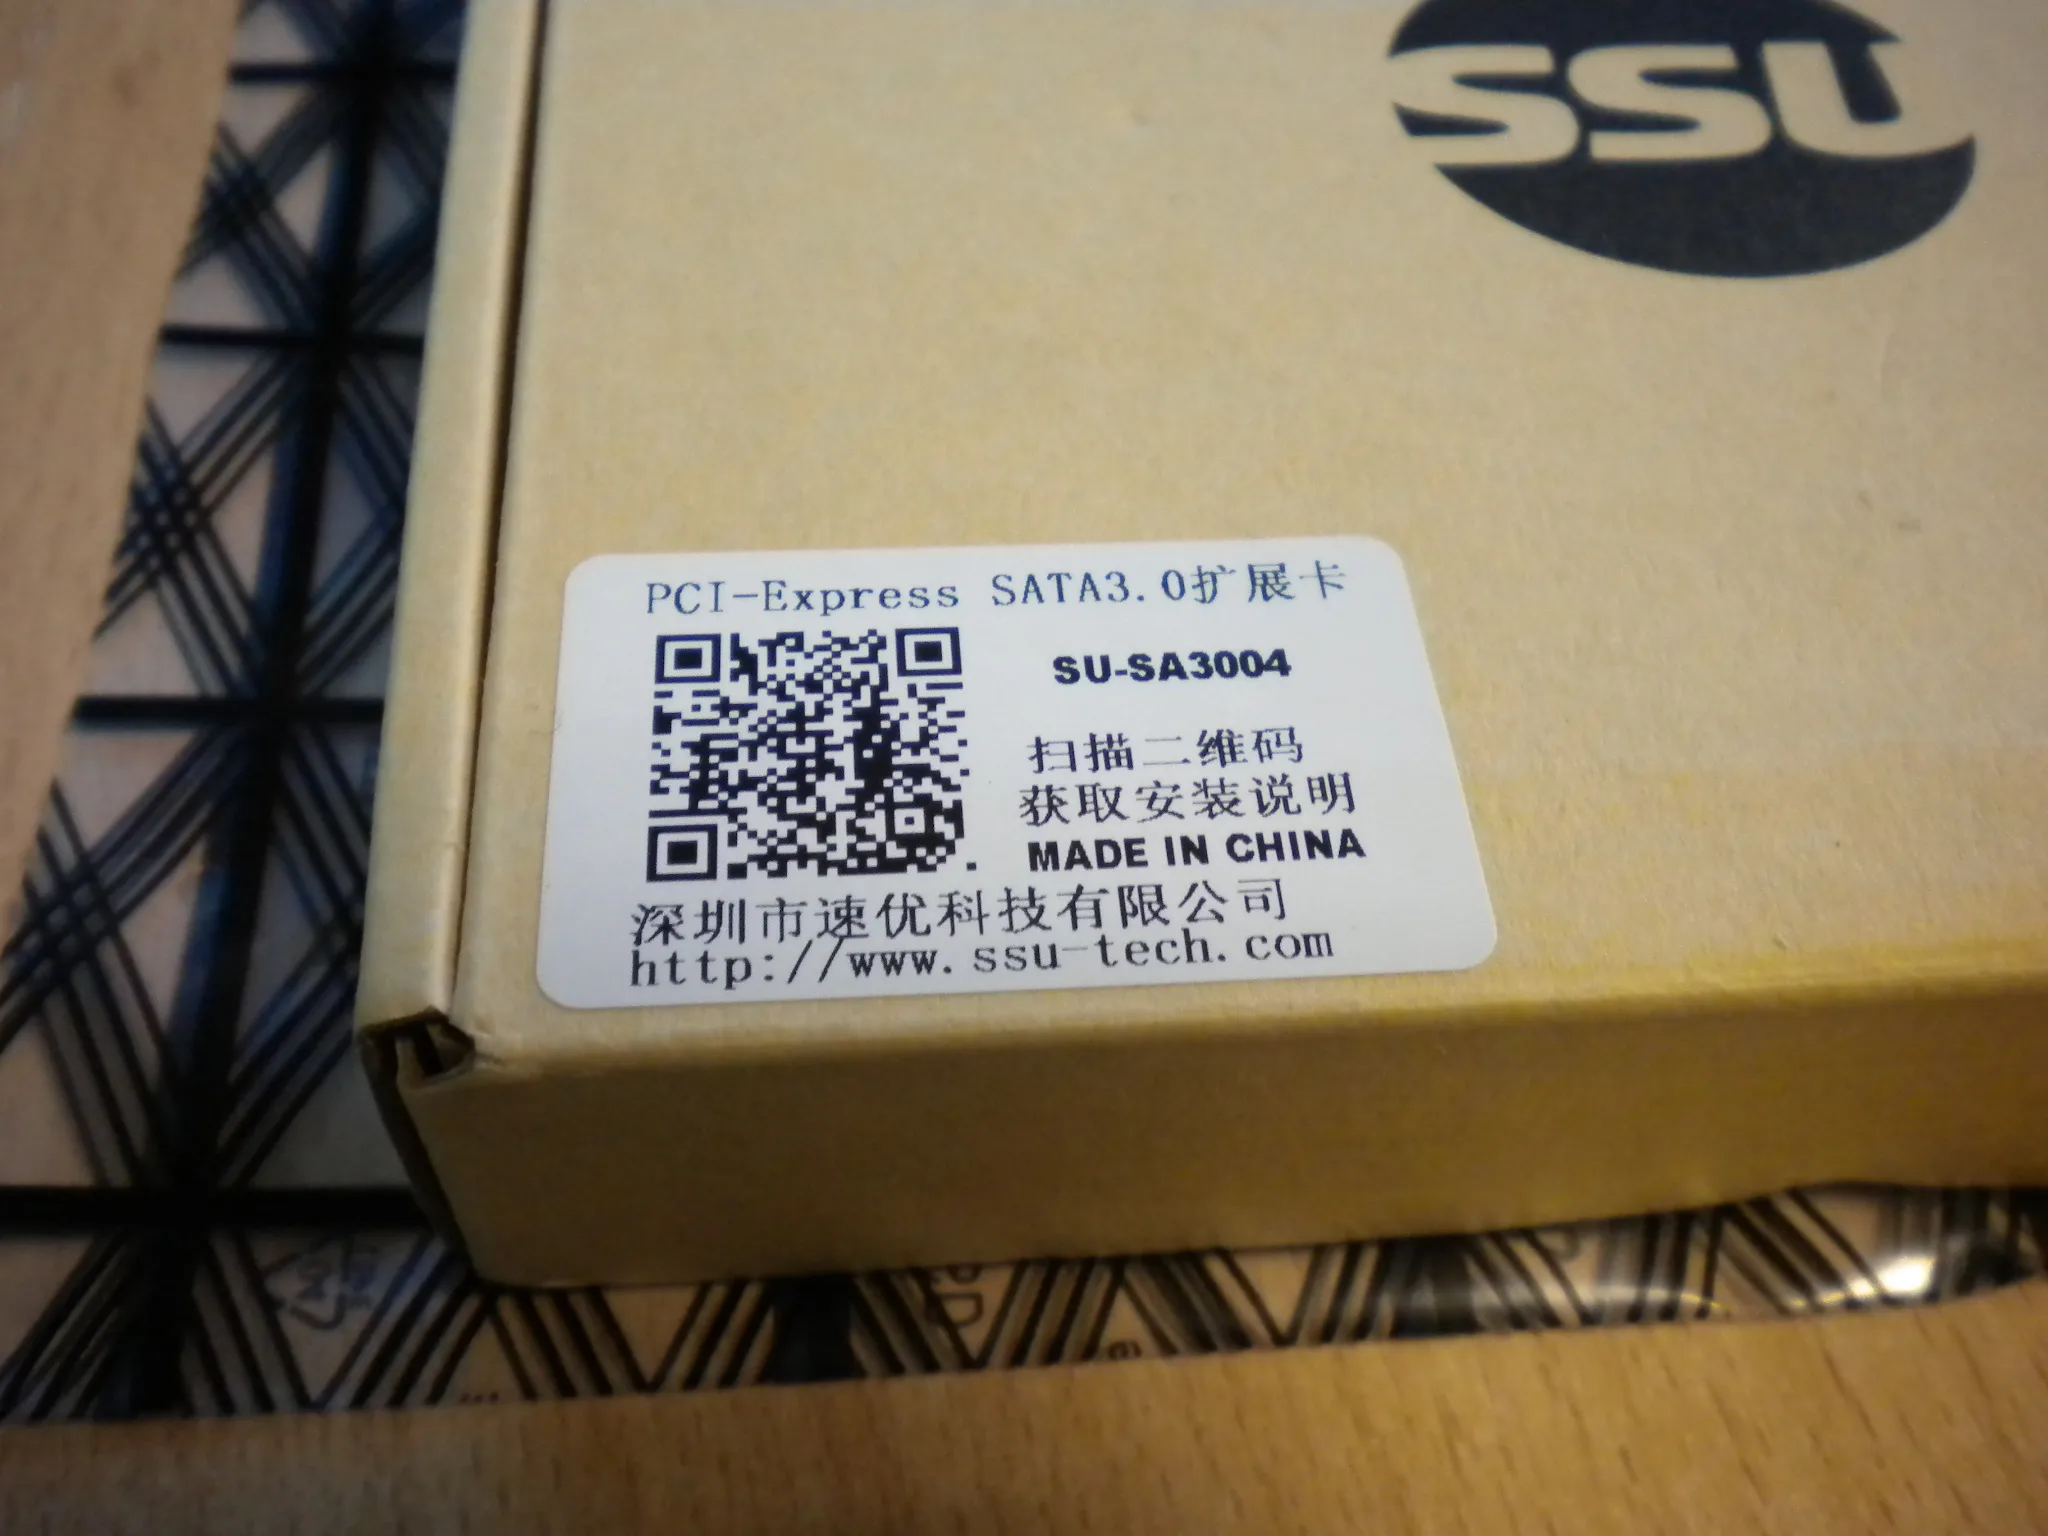 SSU
PCI-Express SATA3.0扩展卡
SU-SA3004
扫描二维码
获取安装说明
MADE IN CHINA
深圳市速优科技有限公司
http://www.ssu-tech.com